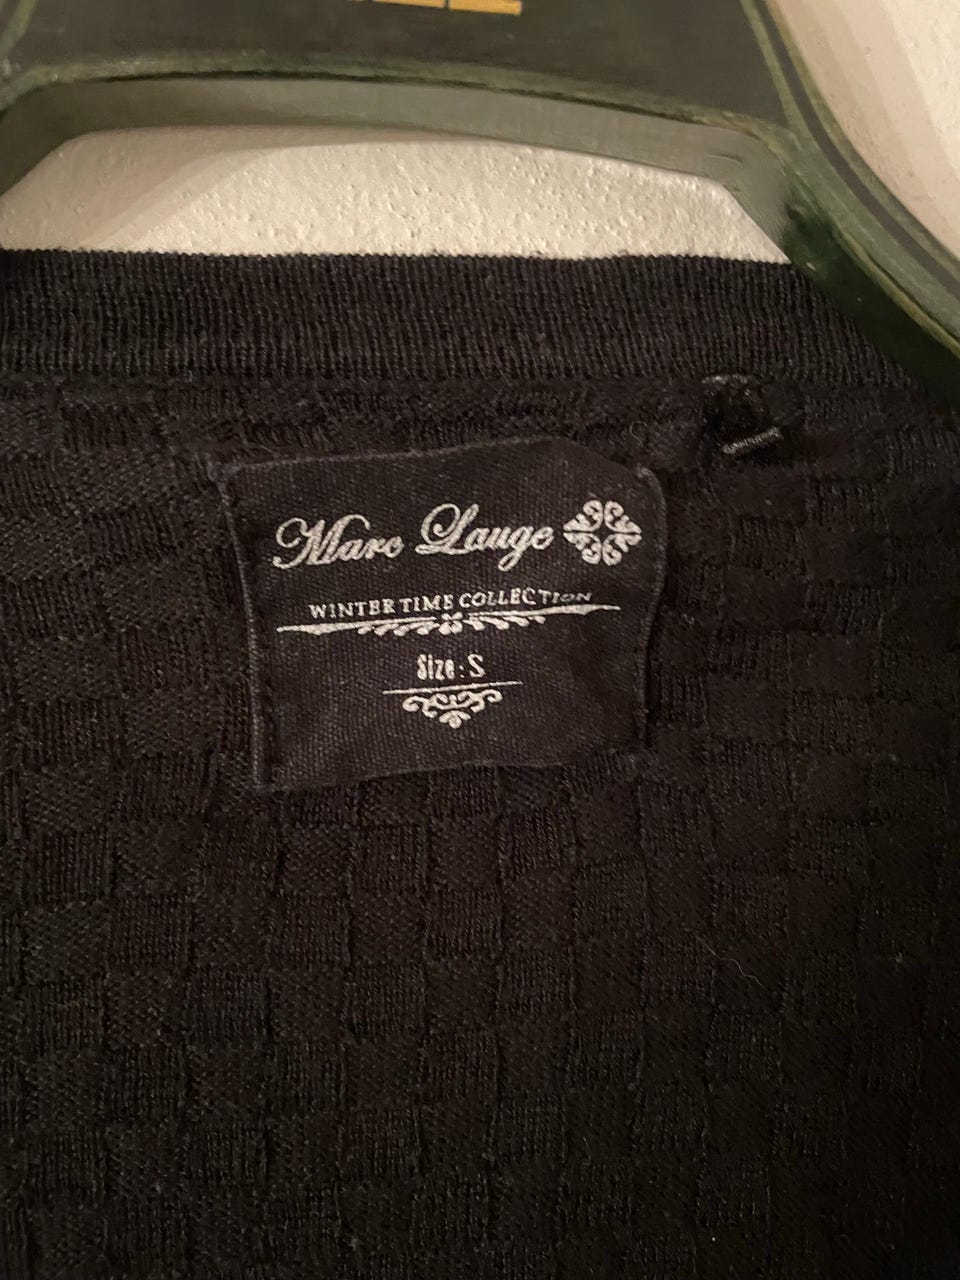 Marc Lauge
WINTER TIME COLLECTION
Size: S